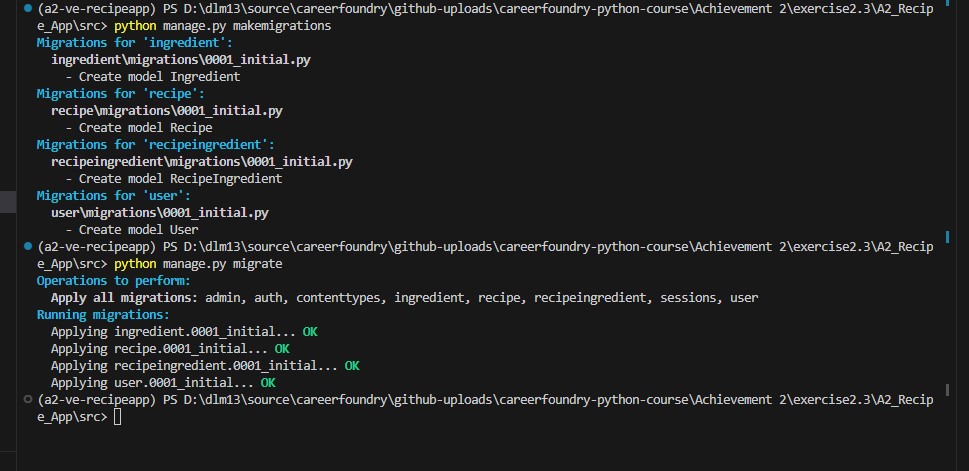 (a2-ve-recipeapp) PS D:\dlm13\source\careerfoundry\github-uploads\careerfoundry-python-course\Achievement 2\exercise2.3\A2_Recip
e_App\src> python manage.py makemigrations
Migrations for 'ingredient':
ingredient\migrations\0001_initial.py
- Create model Ingredient
Migrations for 'recipe':
recipe\migrations\0001_initial.py
- Create model Recipe
Migrations for 'recipeingredient':
recipeingredient\migrations\0001_initial.py
- Create model RecipeIngredient
Migrations for 'user':
user\migrations\0001_initial.py
- Create model User
(a2-ve-recipeapp) PS D:\dlm13\source\careerfoundry\github-uploads\careerfoundry-python-course\Achievement 2\exercise2.3\A2_Recip
e_App\src> python manage.py migrate
Operations to perform:
Apply all migrations: admin, auth, contenttypes, ingredient, recipe, recipeingredient, sessions, user
Running migrations:
Applying ingredient.0001_initial... OK
Applying recipe.0001_initial... OK
Applying recipeingredient.0001_initial... OK
Applying user.0001_initial... OK
(a2-ve-recipeapp) PS D:\dlm13\source\careerfoundry\github-uploads\careerfoundry-python-course\Achievement 2\exercise2.3\A2_Recip
e_App\src>